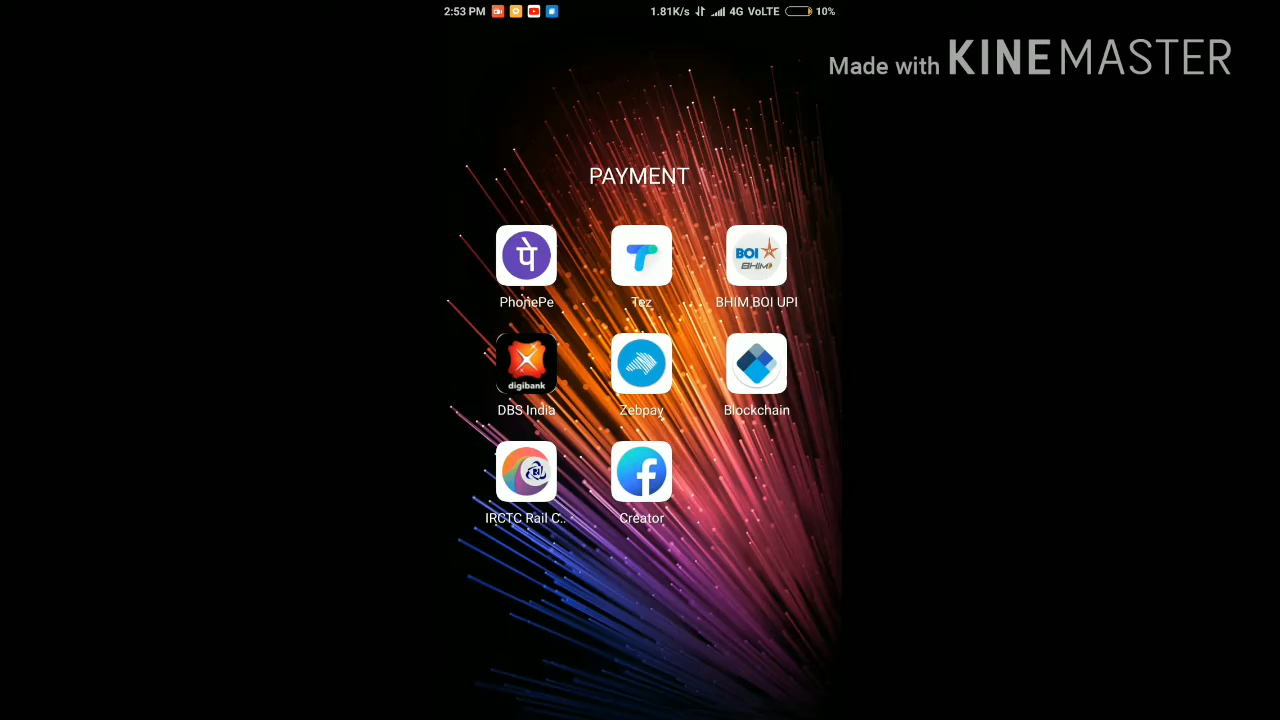 2:53 PM 1.81K/s 4G VoLTE 10%
Made with KINEMASTER
PAYMENT
पे
BOI
BHIM
PhonePe Tez BHIM BOI UPI
digibank
DBS India Zebpay Blockchain
IRCTC Rail C.. Creator